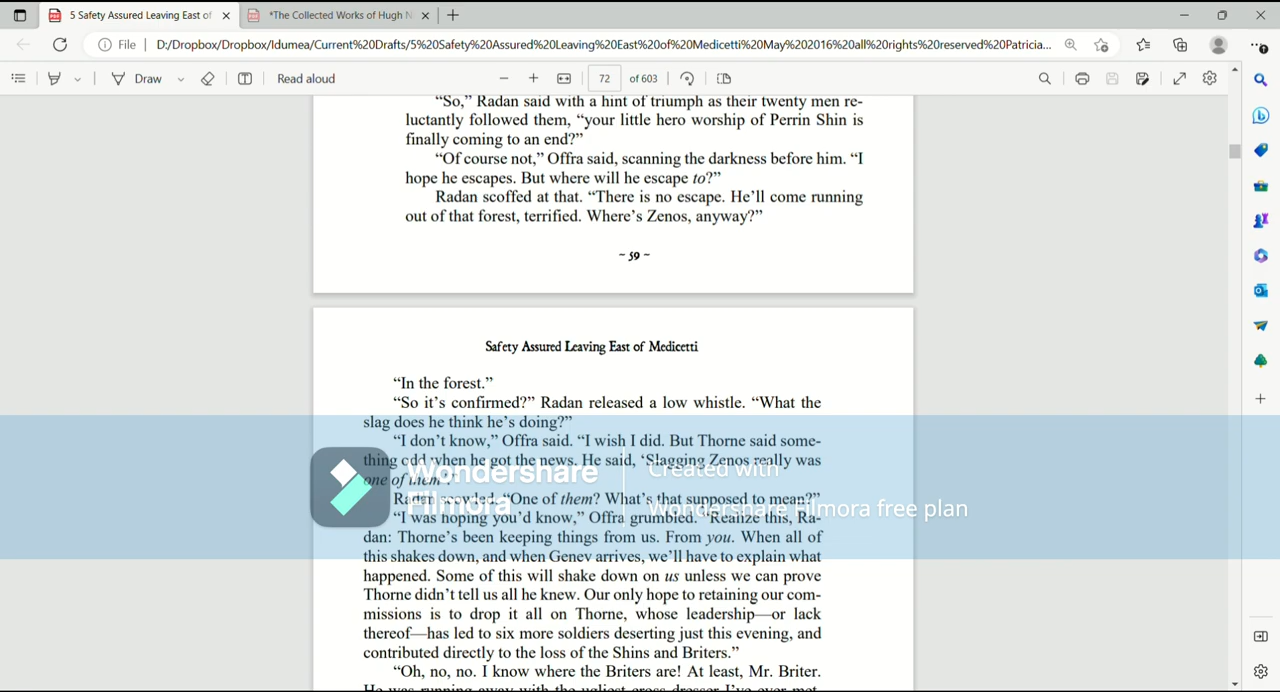 5 Safety Assured Leaving East of
*The Collected Works of Hugh N
File
D:/Dropbox/Dropbox/Idumea/Current%20Drafts/5%20Safety%20Assured%20Leaving%20East%20of%20Medicetti%20May%202016%20all%20rights%20reserved%20Patricia...
Draw
Read aloud
72
of 603
“So,” Radan said with a hint of triumph as their twenty men re-
luctantly followed them, “your little hero worship of Perrin Shin is
finally coming to an end?”
“Of course not,” Offra said, scanning the darkness before him. “I
hope he escapes. But where will he escape to?”
Radan scoffed at that. “There is no escape. He’ll come running
out of that forest, terrified. Where’s Zenos, anyway?”
~ 59 ~
Safety Assured Leaving East of Medicetti
“In the forest.”
“So it’s confirmed?” Radan released a low whistle. “What the
slag does he think he’s doing?”
“I don’t know,” Offra said. “I wish I did. But Thorne said some-
thing odd when he got the news. He said, ‘Slagging Zenos really was
one of them’.”
Radan scowled. “One of them? What’s that supposed to mean?”
“I was hoping you’d know,” Offra grumbled. “Realize this, Ra-
dan: Thorne’s been keeping things from us. From you. When all of
this shakes down, and when Genev arrives, we’ll have to explain what
happened. Some of this will shake down on us unless we can prove
Thorne didn’t tell us all he knew. Our only hope to retaining our com-
missions is to drop it all on Thorne, whose leadership—or lack
thereof—has led to six more soldiers deserting just this evening, and
contributed directly to the loss of the Shins and Briters.”
“Oh, no, no. I know where the Briters are! At least, Mr. Briter.
He was running away with the ugliest cross dresser I’ve ever met.
Wondershare
Filmora
Created with
Wondershare Filmora free plan